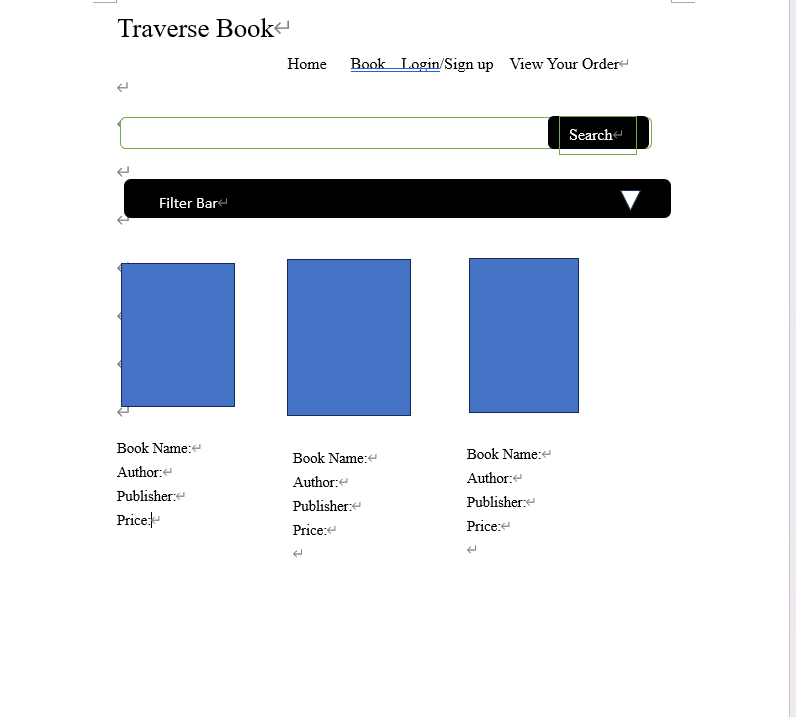 Traverse Book
Home Book Login/Sign up View Your Order
Search
Filter Bar
Book Name:
Author:
Publisher:
Price:
Book Name:
Author:
Publisher:
Price:
Book Name:
Author:
Publisher:
Price: